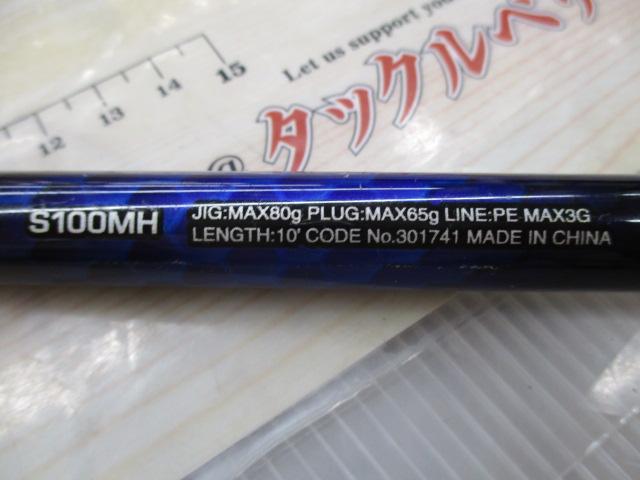 Let us support your
12 13 14 15
@ タックルベ
S100MH
JIG:MAX80g PLUG:MAX65g LINE:PE MAX3G
LENGTH:10' CODE No.301741 MADE IN CHINA